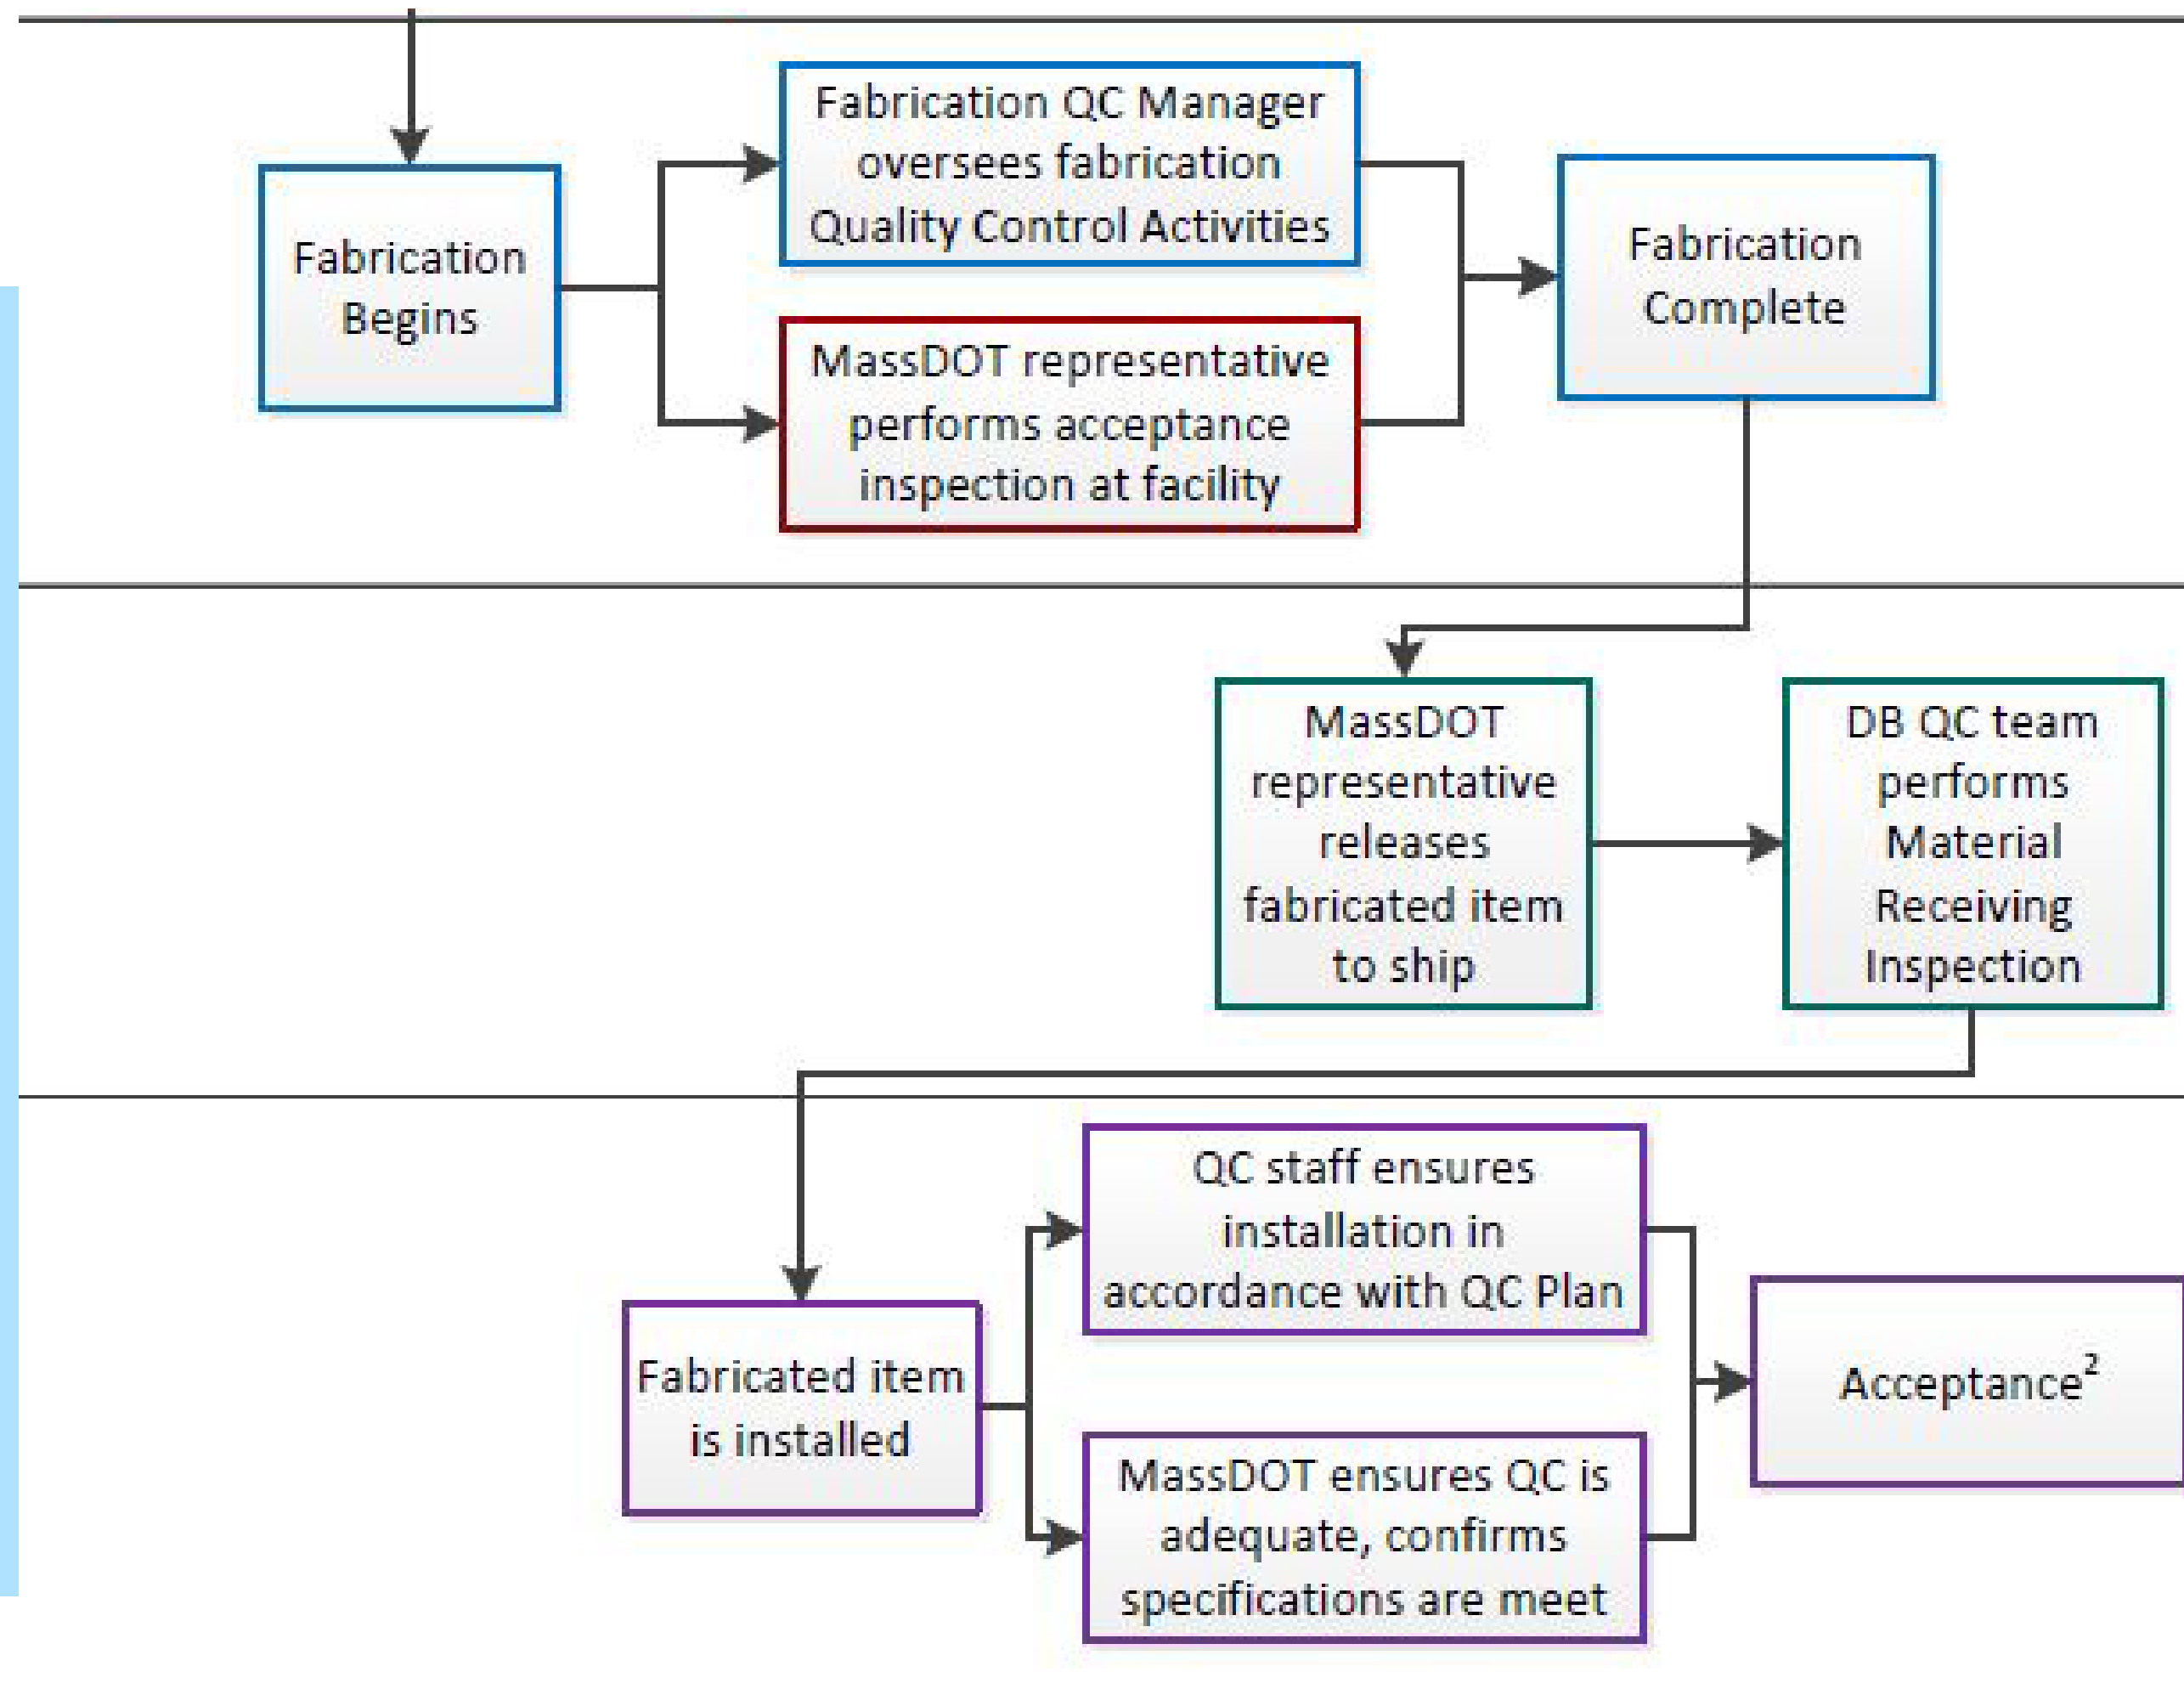 Fabrication QC Manager
oversees fabrication
Quality Control Activities
Fabrication
Begins
Fabrication
Complete
MassDOT representative
performs acceptance
inspection at facility
MassDOT
representative
releases
fabricated item
to ship
DB QC team
performs
Material
Receiving
Inspection
QC staff ensures
installation in
accordance with QC Plan
Fabricated item
is installed
Acceptance²
MassDOT ensures QC is
adequate, confirms
specifications are meet